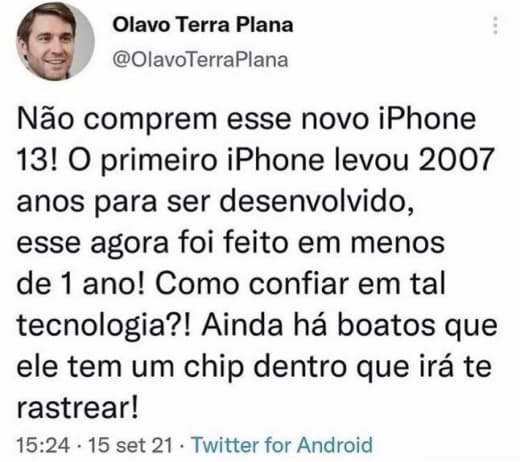 Olavo Terra Plana
@OlavoTerraPlana
Não comprem esse novo iPhone
13! O primeiro iPhone levou 2007
anos para ser desenvolvido,
esse agora foi feito em menos
de 1 ano! Como confiar em tal
tecnologia?! Ainda há boatos que
ele tem um chip dentro que irá te
rastrear!
15:24 · 15 set 21 · Twitter for Android